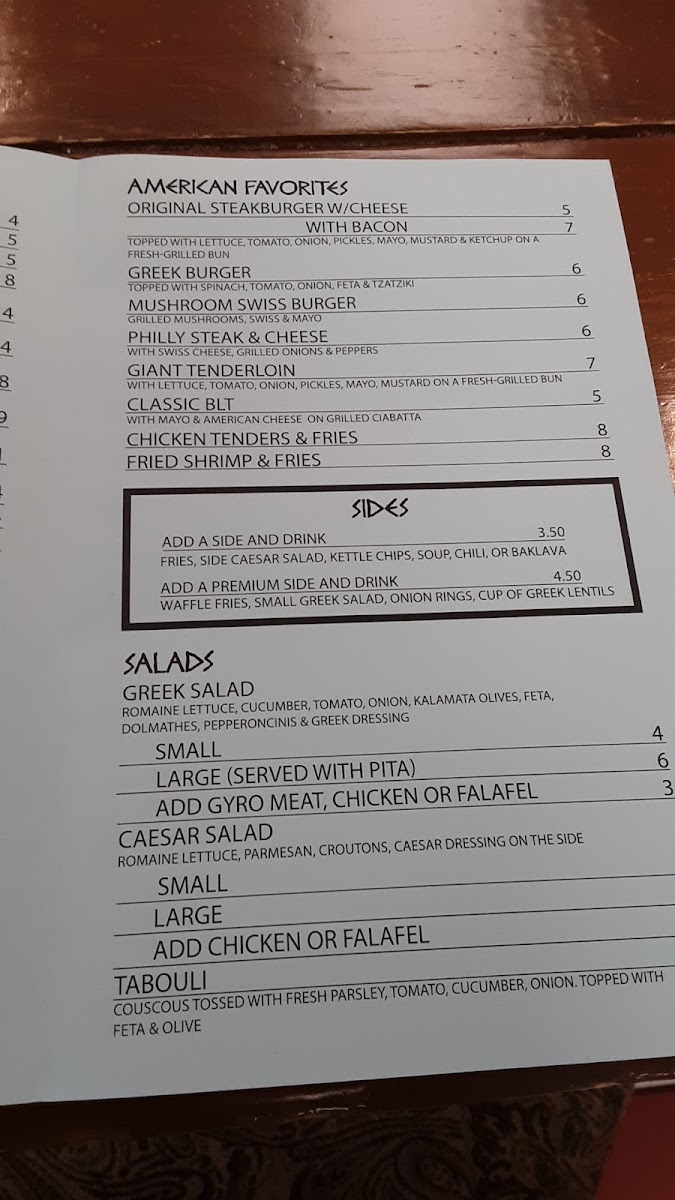 4
5
5
8
4
4
8
9
AMERICAN FAVORITES
ORIGINAL STEAKBURGER W/CHEESE 5
WITH BACON 7
TOPPED WITH LETTUCE, TOMATO, ONION, PICKLES, MAYO, MUSTARD & KETCHUP ON A
FRESH-GRILLED BUN
GREEK BURGER 6
TOPPED WITH SPINACH, TOMATO, ONION, FETA & TZATZIKI
MUSHROOM SWISS BURGER 6
GRILLED MUSHROOMS, SWISS & MAYO
PHILLY STEAK & CHEESE 6
WITH SWISS CHEESE, GRILLED ONIONS & PEPPERS
GIANT TENDERLOIN 7
WITH LETTUCE, TOMATO, ONION, PICKLES, MAYO, MUSTARD ON A FRESH-GRILLED BUN
CLASSIC BLT 5
WITH MAYO & AMERICAN CHEESE ON GRILLED CIABATTA
CHICKEN TENDERS & FRIES 8
FRIED SHRIMP & FRIES 8
SIDES
ADD A SIDE AND DRINK 3.50
FRIES, SIDE CAESAR SALAD, KETTLE CHIPS, SOUP, CHILI, OR BAKLAVA
ADD A PREMIUM SIDE AND DRINK 4.50
WAFFLE FRIES, SMALL GREEK SALAD, ONION RINGS, CUP OF GREEK LENTILS
SALADS
GREEK SALAD
ROMAINE LETTUCE, CUCUMBER, TOMATO, ONION, KALAMATA OLIVES, FETA,
DOLMATHES, PEPPERONCINIS & GREEK DRESSING
SMALL 4
LARGE (SERVED WITH PITA) 6
ADD GYRO MEAT, CHICKEN OR FALAFEL 3
CAESAR SALAD
ROMAINE LETTUCE, PARMESAN, CROUTONS, CAESAR DRESSING ON THE SIDE
SMALL
LARGE
ADD CHICKEN OR FALAFEL
TABOULI
COUSCOUS TOSSED WITH FRESH PARSLEY, TOMATO, CUCUMBER, ONION. TOPPED WITH
FETA & OLIVE